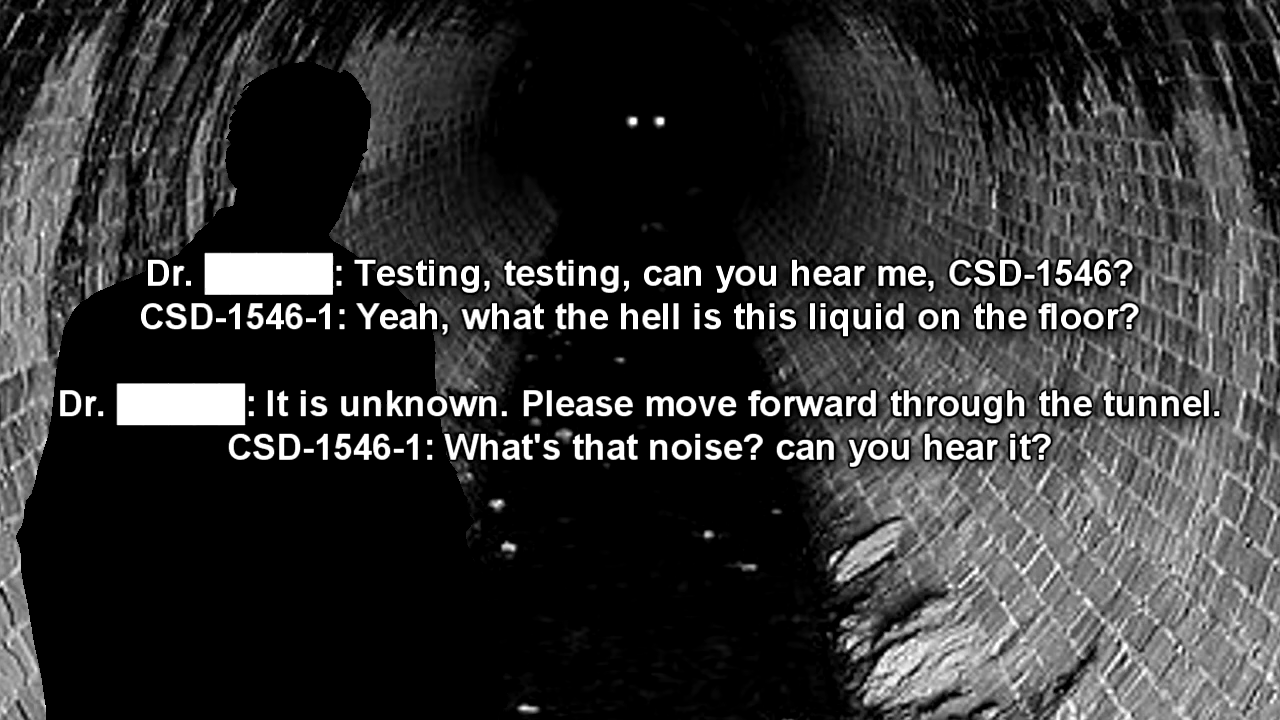 Dr. : Testing, testing, can you hear me, CSD-1546?
CSD-1546-1: Yeah, what the hell is this liquid on the floor?
Dr. : It is unknown. Please move forward through the tunnel.
CSD-1546-1: What's that noise? can you hear it?